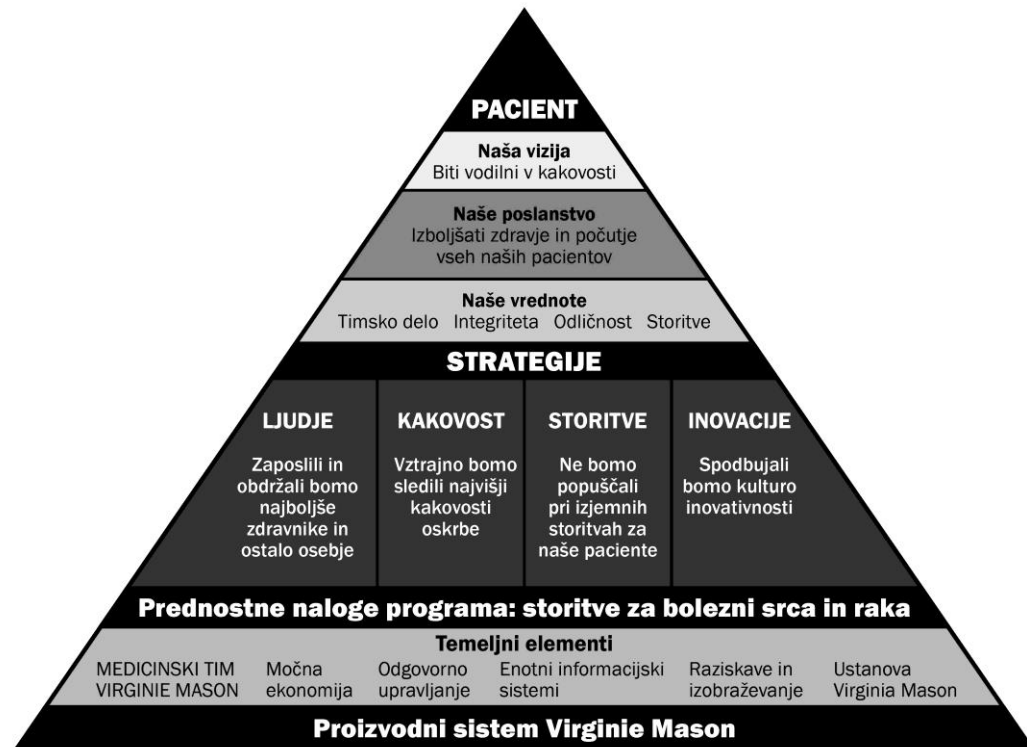 PACIENT
Naša vizija
Biti vodilni v kakovosti
Naše poslanstvo
Izboljšati zdravje in počutje
vseh naših pacientov
Naše vrednote
Timsko delo Integriteta Odličnost Storitve
STRATEGIJE
LJUDJE
Zaposlili in
obdržali bomo
najboljše
zdravnike in
ostalo osebje
KAKOVOST
Vztrajno bomo
sledili najvišji
kakovosti
oskrbe
STORITVE
Ne bomo
popuščali
pri izjemnih
storitvah za
naše paciente
INOVACIJE
Spodbujali
bomo kulturo
inovativnosti
Prednostne naloge programa: storitve za bolezni srca in raka
Temeljni elementi
MEDICINSKI TIM
VIRGINIE MASON
Močna
ekonomija
Odgovorno
upravljanje
Enotni informacijski
sistemi
Raziskave in
izobraževanje
Ustanova
Virginia Mason
Proizvodni sistem Virginie Mason